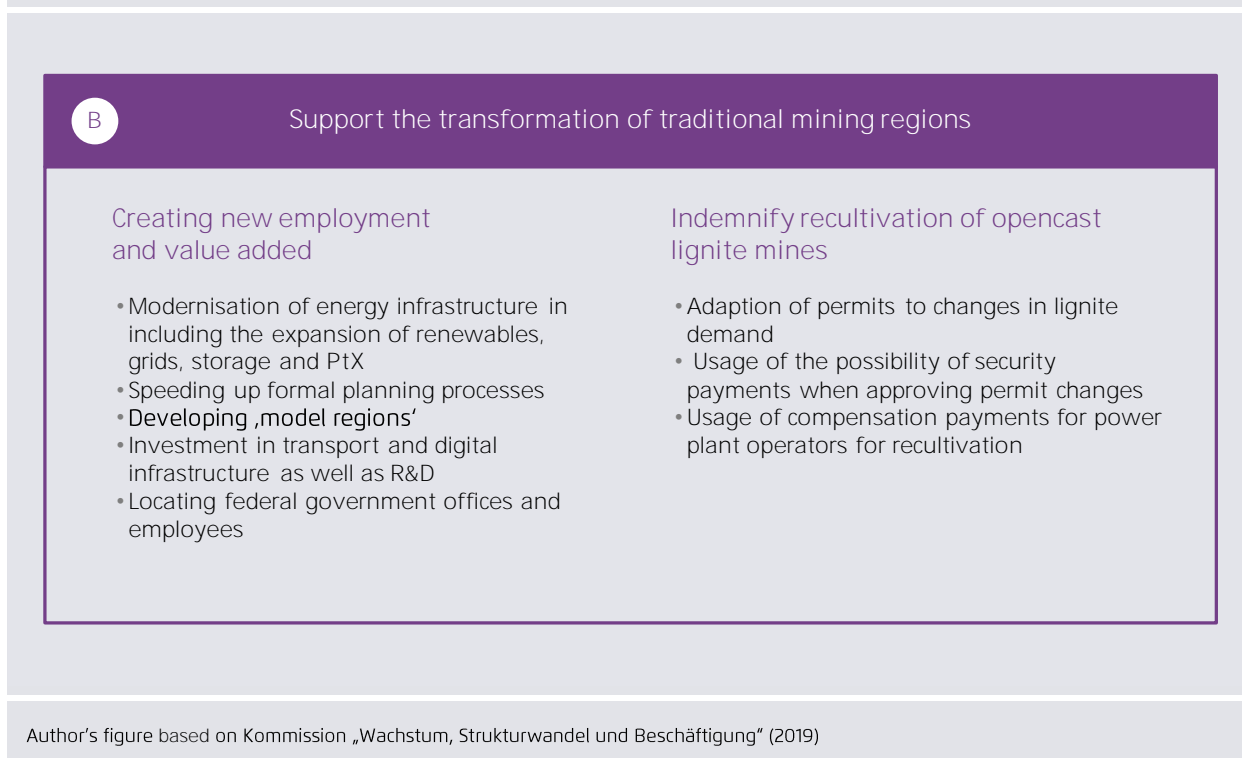 B
Support the transformation of traditional mining regions
Creating new employment
and value added
•Modernisation of energy infrastructure in
including the expansion of renewables,
grids, storage and PtX
•Speeding up formal planning processes
•Developing ‚model regions‘
•Investment in transport and digital
infrastructure as well as R&D
•Locating federal government offices and
employees
Indemnify recultivation of opencast
lignite mines
•Adaption of permits to changes in lignite
demand
• Usage of the possibility of security
payments when approving permit changes
•Usage of compensation payments for power
plant operators for recultivation
Author’s figure based on Kommission „Wachstum, Strukturwandel und Beschäftigung” (2019)